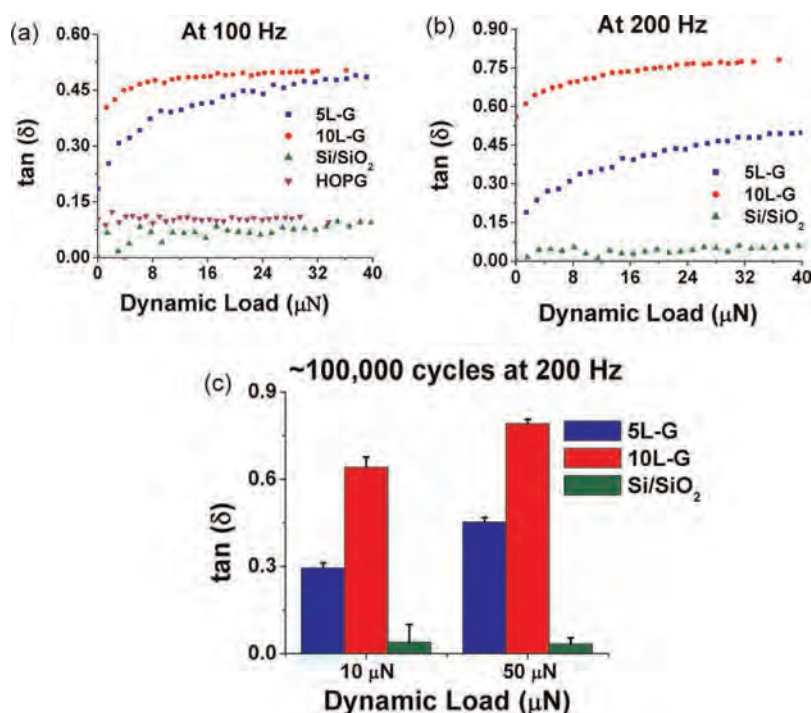 (a)
At 100 Hz
0.60
0.45
0.30
0.15
0.00
tan (δ)
5L-G
10L-G
Si/SiO₂
HOPG
0 8 16 24 32 40
Dynamic Load (μN)
(b)
At 200 Hz
0.75
0.60
0.45
0.30
0.15
0.00
tan (δ)
5L-G
10L-G
Si/SiO₂
0 8 16 24 32 40
Dynamic Load (μN)
(c)
~100,000 cycles at 200 Hz
0.9
0.6
0.3
0.0
tan (δ)
5L-G
10L-G
Si/SiO₂
10 μN 50 μN
Dynamic Load (μN)